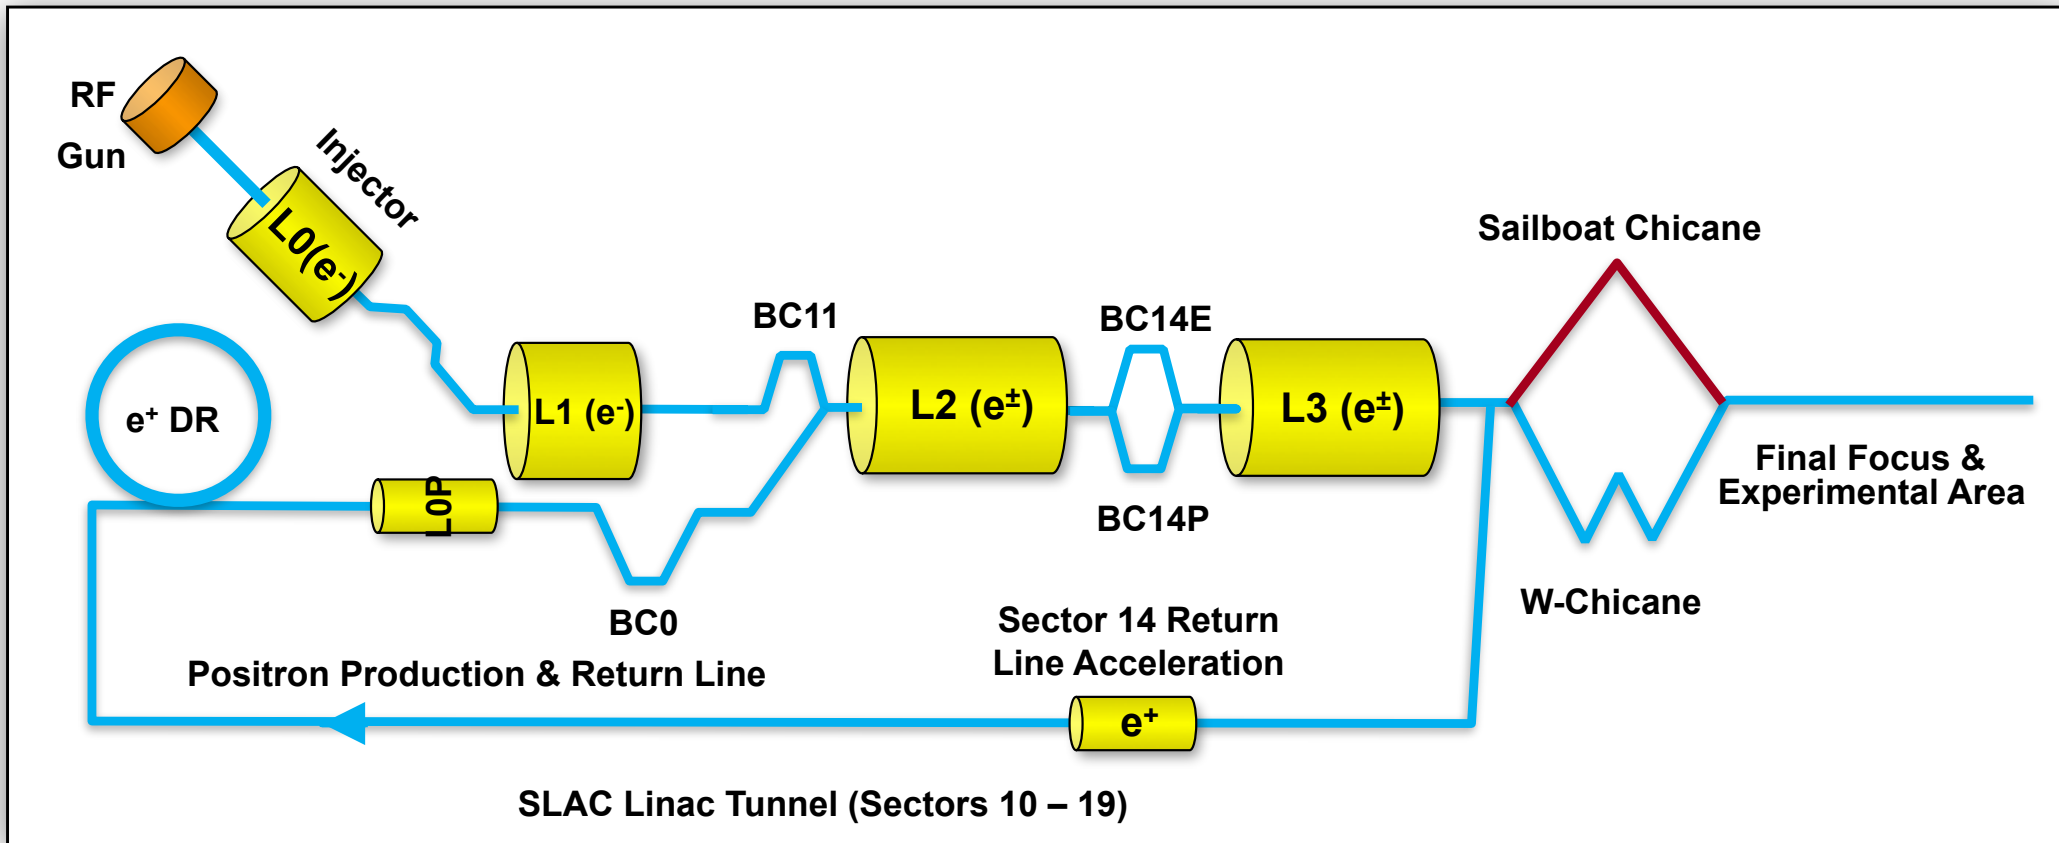 RF
Gun
Injector
L0(e-)
Sailboat Chicane
BC11
BC14E
e+ DR
L1 (e-)
L2 (e±)
L3 (e±)
L0P
BC14P
Final Focus &
Experimental Area
BC0
W-Chicane
Sector 14 Return
Line Acceleration
Positron Production & Return Line
e+
SLAC Linac Tunnel (Sectors 10 – 19)